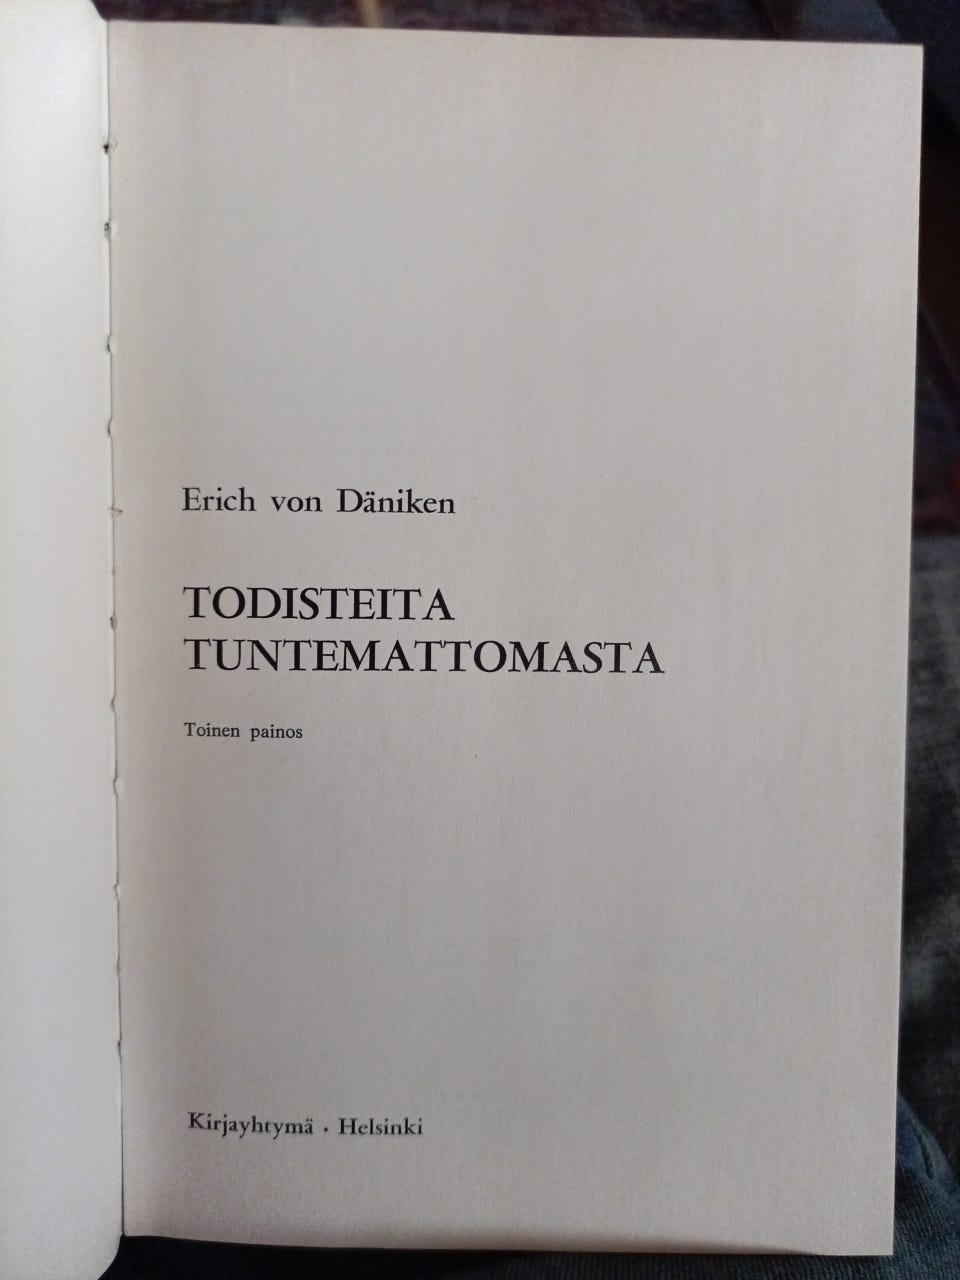 Erich von Däniken
TODISTEITA
TUNTEMATTOMASTA
Toinen painos
Kirjayhtymä · Helsinki